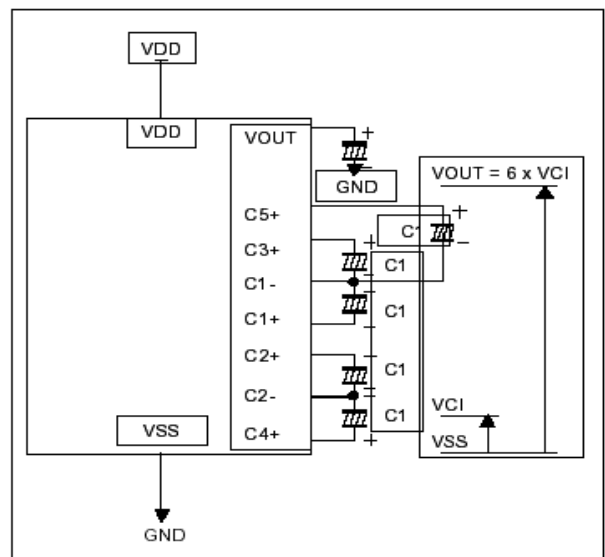 VDD
VDD
VOUT
+
-
GND
VOUT = 6 x VCI
C5+
+
C1
-
C3+
+
C1
C1-
-
-
C1+
C1
+
C2+
+
C1
C2-
-
-
C4+
C1
+
VCI
VSS
VSS
GND